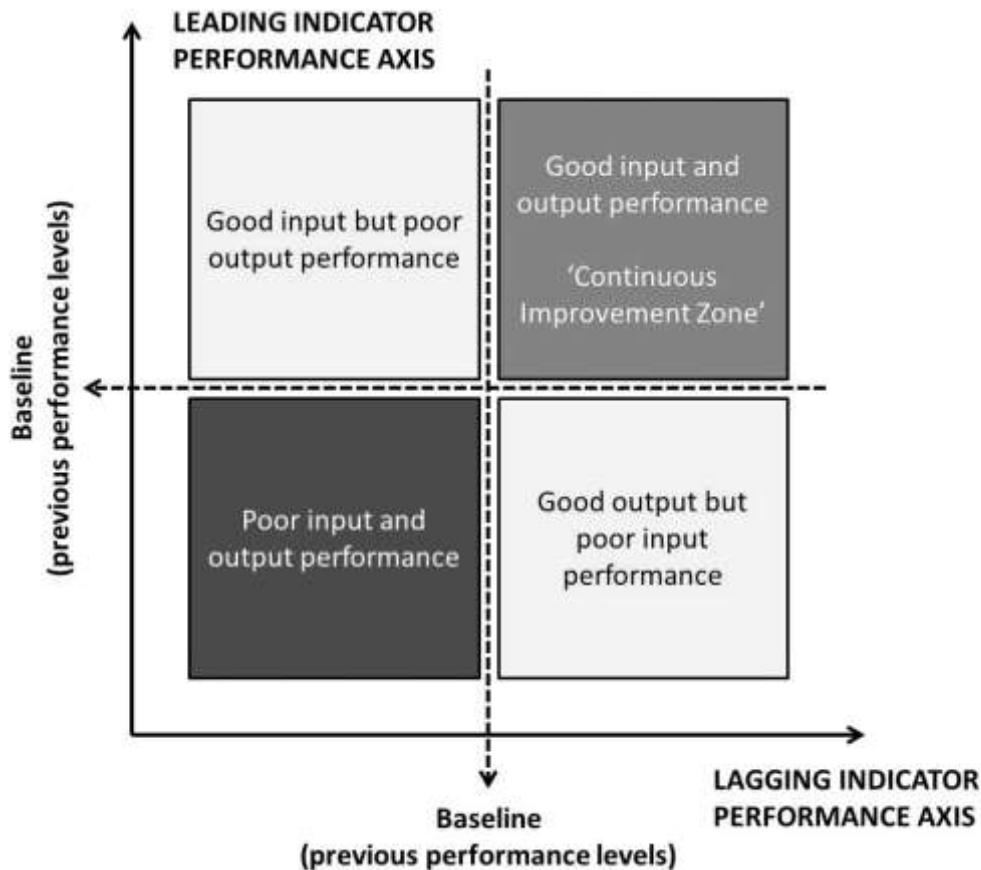 LEADING INDICATOR
PERFORMANCE AXIS
Good input but poor
output performance
Good input and
output performance
‘Continuous
Improvement Zone’
Baseline
(previous performance levels)
Poor input and
output performance
Good output but
poor input
performance
LAGGING INDICATOR
PERFORMANCE AXIS
Baseline
(previous performance levels)